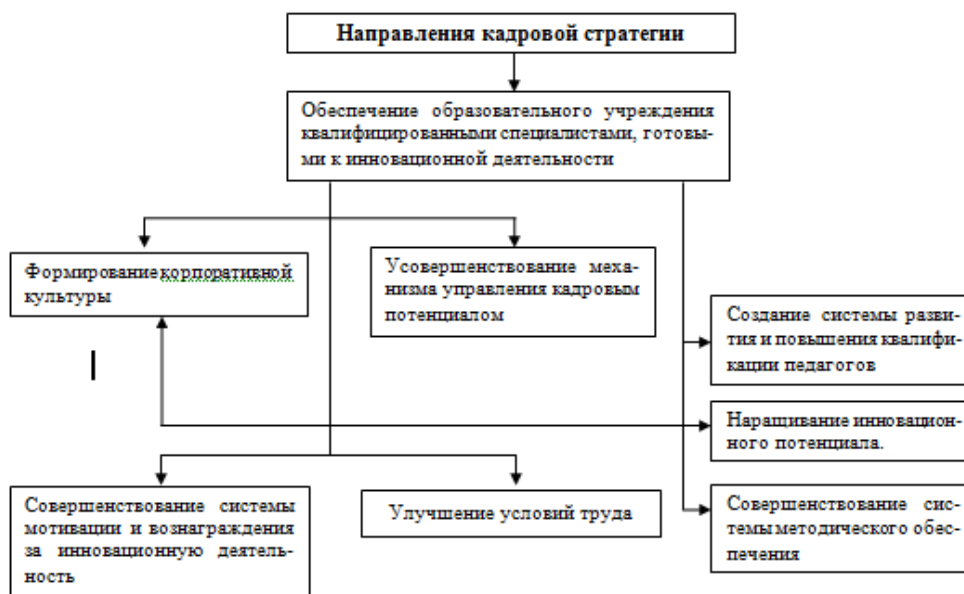 Направления кадровой стратегии
Обеспечение образовательного учреждения
квалифицированными специалистами, готовы-
ми к инновационной деятельности
Формирование корпоративной
культуры
Усовершенствование меха-
низма управления кадровым
потенциалом
Создание системы разви-
тия и повышения квалифи-
кации педагогов
Наращивание инновацион-
ного потенциала.
Совершенствование системы
мотивации и вознаграждения
за инновационную деятель-
ность
Улучшение условий труда
Совершенствование сис-
темы методического обес-
печения